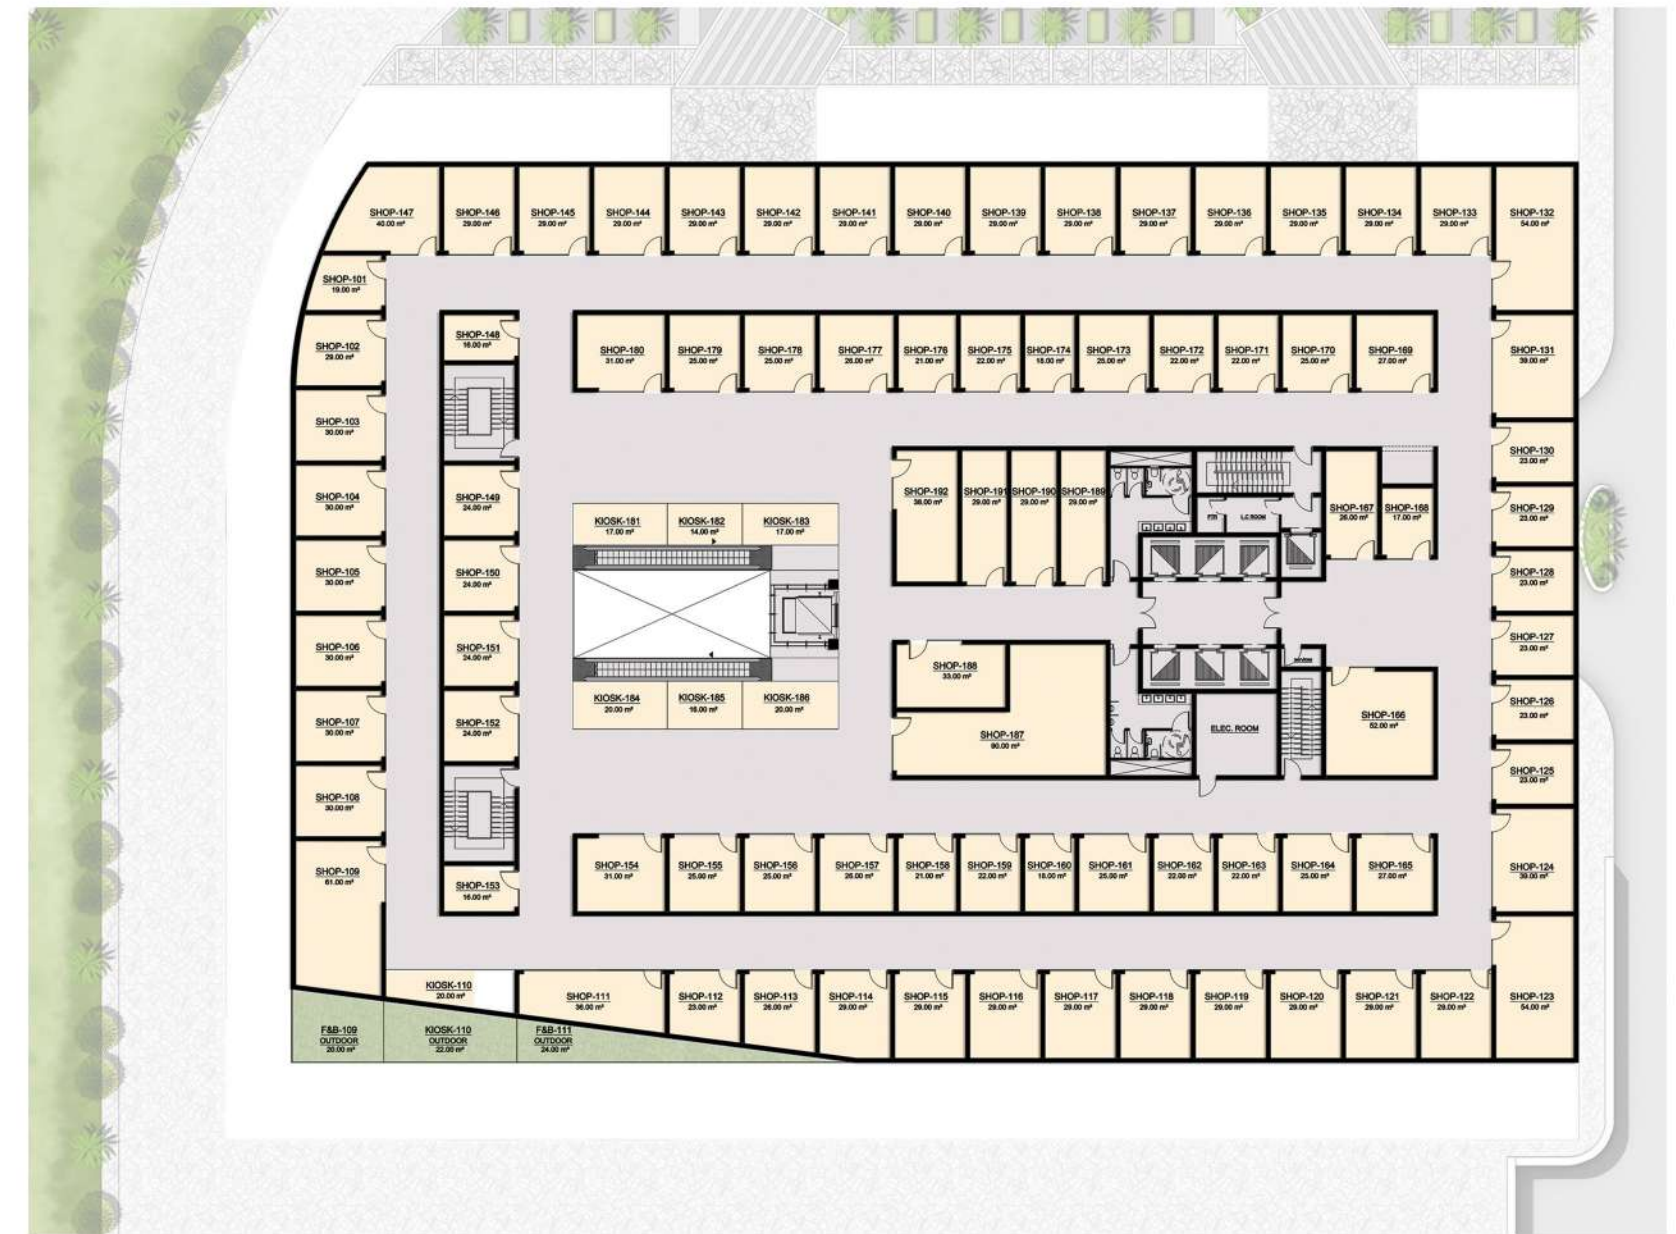 SHOP-147
40.00 m²
SHOP-146
29.00 m²
SHOP-145
29.00 m²
SHOP-144
29.00 m²
SHOP-143
29.00 m²
SHOP-142
29.00 m²
SHOP-141
29.00 m²
SHOP-140
29.00 m²
SHOP-139
29.00 m²
SHOP-138
29.00 m²
SHOP-137
29.00 m²
SHOP-136
29.00 m²
SHOP-135
29.00 m²
SHOP-134
29.00 m²
SHOP-133
29.00 m²
SHOP-132
54.00 m²
SHOP-101
19.00 m²
SHOP-102
29.00 m²
SHOP-148
16.00 m²
SHOP-180
31.00 m²
SHOP-179
25.00 m²
SHOP-178
25.00 m²
SHOP-177
26.00 m²
SHOP-176
21.00 m²
SHOP-175
22.00 m²
SHOP-174
18.00 m²
SHOP-173
25.00 m²
SHOP-172
22.00 m²
SHOP-171
22.00 m²
SHOP-170
25.00 m²
SHOP-169
27.00 m²
SHOP-131
39.00 m²
SHOP-103
30.00 m²
SHOP-130
23.00 m²
SHOP-104
30.00 m²
SHOP-149
24.00 m²
SHOP-192
36.00 m²
SHOP-191
29.00 m²
SHOP-190
29.00 m²
SHOP-189
29.00 m²
L.C ROOM
SHOP-167
26.00 m²
SHOP-168
17.00 m²
SHOP-129
23.00 m²
KIOSK-181
17.00 m²
KIOSK-182
14.00 m²
KIOSK-183
17.00 m²
SHOP-105
30.00 m²
SHOP-150
24.00 m²
SHOP-128
23.00 m²
SHOP-106
30.00 m²
SHOP-151
24.00 m²
SHOP-127
23.00 m²
SHOP-188
33.00 m²
KIOSK-184
20.00 m²
KIOSK-185
16.00 m²
KIOSK-186
20.00 m²
SHOP-126
23.00 m²
SHOP-107
30.00 m²
SHOP-152
24.00 m²
SHOP-187
90.00 m²
ELEC. ROOM
SHOP-166
52.00 m²
SHOP-125
23.00 m²
SHOP-108
30.00 m²
SHOP-109
61.00 m²
SHOP-153
16.00 m²
SHOP-154
31.00 m²
SHOP-155
25.00 m²
SHOP-156
25.00 m²
SHOP-157
26.00 m²
SHOP-158
21.00 m²
SHOP-159
22.00 m²
SHOP-160
18.00 m²
SHOP-161
25.00 m²
SHOP-162
22.00 m²
SHOP-163
22.00 m²
SHOP-164
25.00 m²
SHOP-165
27.00 m²
SHOP-124
39.00 m²
KIOSK-110
20.00 m²
SHOP-111
36.00 m²
SHOP-112
23.00 m²
SHOP-113
26.00 m²
SHOP-114
29.00 m²
SHOP-115
29.00 m²
SHOP-116
29.00 m²
SHOP-117
29.00 m²
SHOP-118
29.00 m²
SHOP-119
29.00 m²
SHOP-120
29.00 m²
SHOP-121
29.00 m²
SHOP-122
29.00 m²
SHOP-123
54.00 m²
F&B-109
OUTDOOR
20.00 m²
KIOSK-110
OUTDOOR
22.00 m²
F&B-111
OUTDOOR
24.00 m²